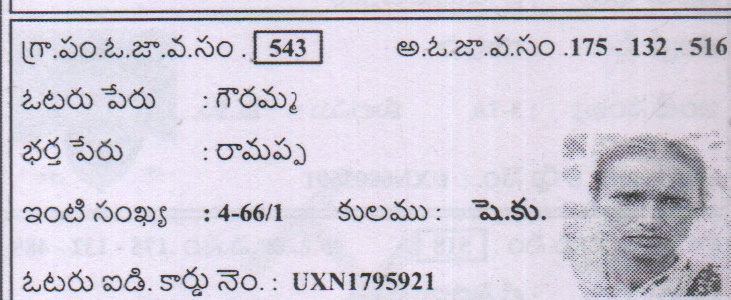 గ్రా.పం.ఓ.జా.వ.సం . 543 అ.ఓ.జా.వ.సం .175 - 132 - 516
ఓటరు పేరు : గౌరమ్మ
భర్త పేరు : రామప్ప
ఇంటి సంఖ్య : 4-66/1 కులము : షె.కు.
ఓటరు ఐడి. కార్డు నెం. : UXN1795921